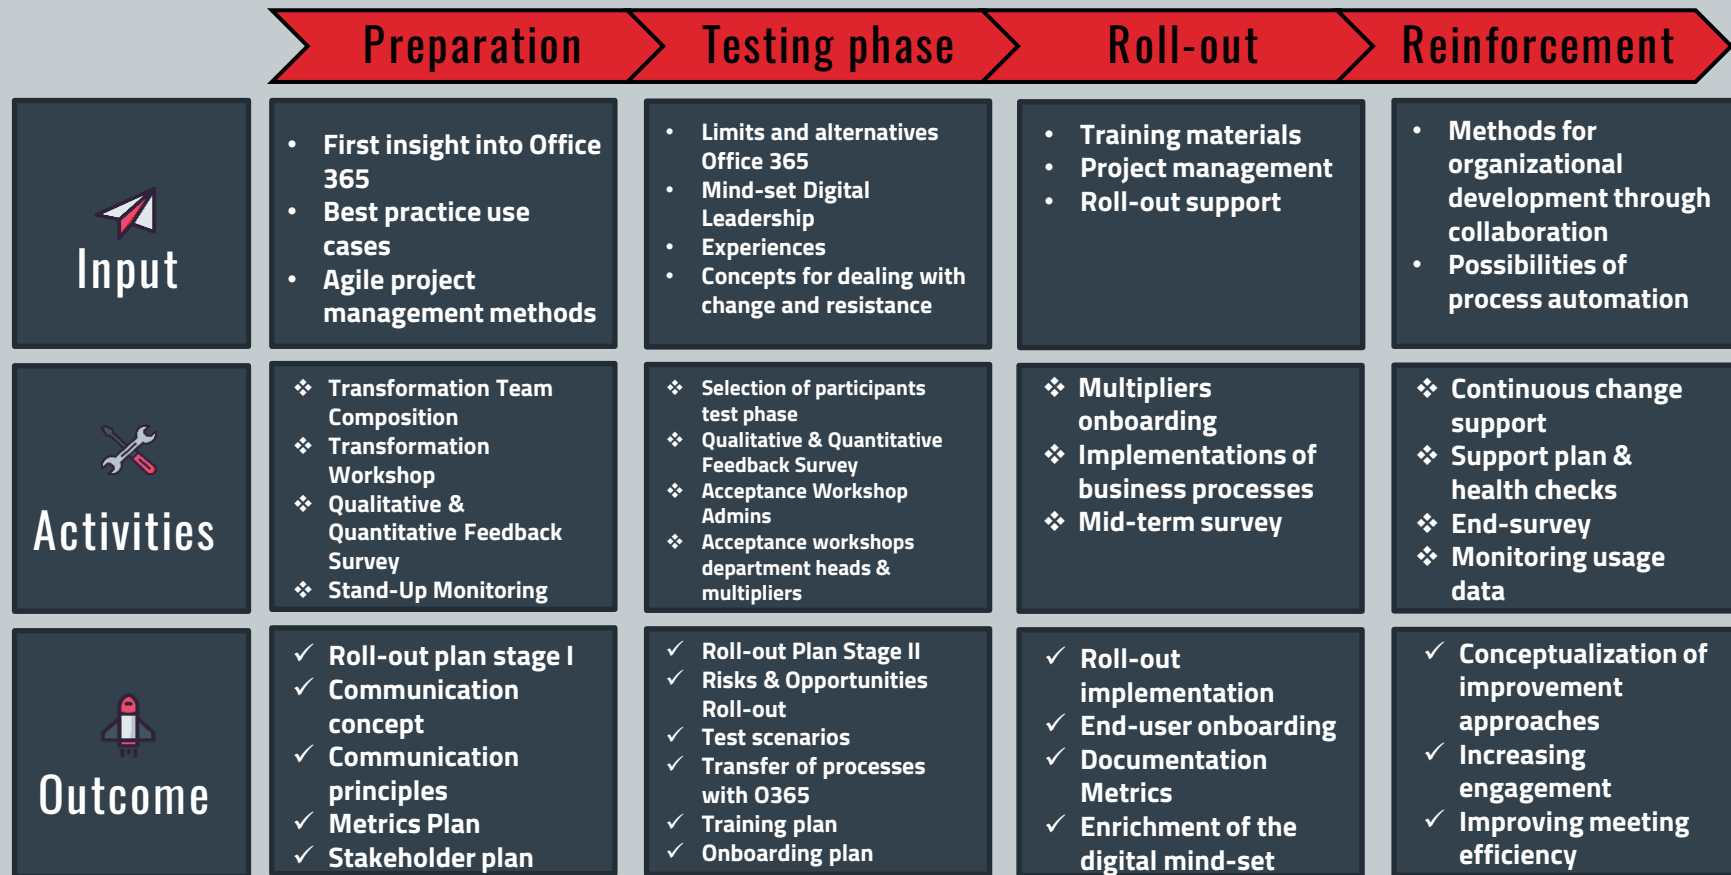 Preparation
Testing phase
Roll-out
Reinforcement
Input
• First insight into Office
365
• Best practice use
cases
• Agile project
management methods
• Limits and alternatives
Office 365
• Mind-set Digital
Leadership
• Experiences
• Concepts for dealing with
change and resistance
• Training materials
• Project management
• Roll-out support
• Methods for
organizational
development through
collaboration
• Possibilities of
process automation
Activities
❖ Transformation Team
Composition
❖ Transformation
Workshop
❖ Qualitative &
Quantitative Feedback
Survey
❖ Stand-Up Monitoring
❖ Selection of participants
test phase
❖ Qualitative & Quantitative
Feedback Survey
❖ Acceptance Workshop
Admins
❖ Acceptance workshops
department heads &
multipliers
❖ Multipliers
onboarding
❖ Implementations of
business processes
❖ Mid-term survey
❖ Continuous change
support
❖ Support plan &
health checks
❖ End-survey
❖ Monitoring usage
data
Outcome
✓ Roll-out plan stage I
✓ Communication
concept
✓ Communication
principles
✓ Metrics Plan
✓ Stakeholder plan
✓ Roll-out Plan Stage II
✓ Risks & Opportunities
Roll-out
✓ Test scenarios
✓ Transfer of processes
with O365
✓ Training plan
✓ Onboarding plan
✓ Roll-out
implementation
✓ End-user onboarding
✓ Documentation
Metrics
✓ Enrichment of the
digital mind-set
✓ Conceptualization of
improvement
approaches
✓ Increasing
engagement
✓ Improving meeting
efficiency